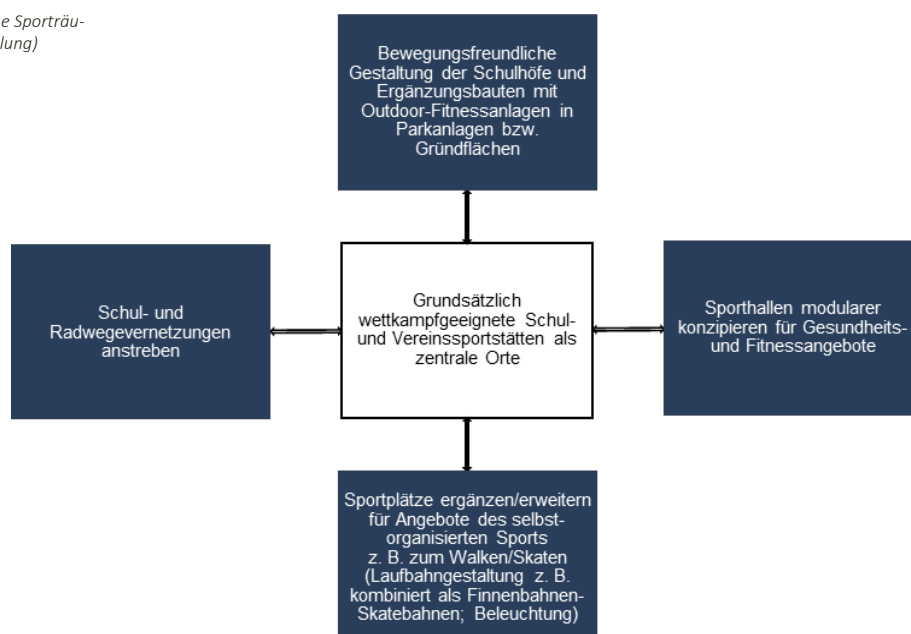 e Sporträu-
lung)
Bewegungsfreundliche
Gestaltung der Schulhöfe und
Ergänzungsbauten mit
Outdoor-Fitnessanlagen in
Parkanlagen bzw.
Gründflächen
Schul- und
Radwegevernetzungen
anstreben
Grundsätzlich
wettkampfgeeignete Schul-
und Vereinssportstätten als
zentrale Orte
Sporthallen modularer
konzipieren für Gesundheits-
und Fitnessangebote
Sportplätze ergänzen/erweitern
für Angebote des selbst-
organisierten Sports
z. B. zum Walken/Skaten
(Laufbahngestaltung z. B.
kombiniert als Finnenbahnen-
Skatebahnen; Beleuchtung)